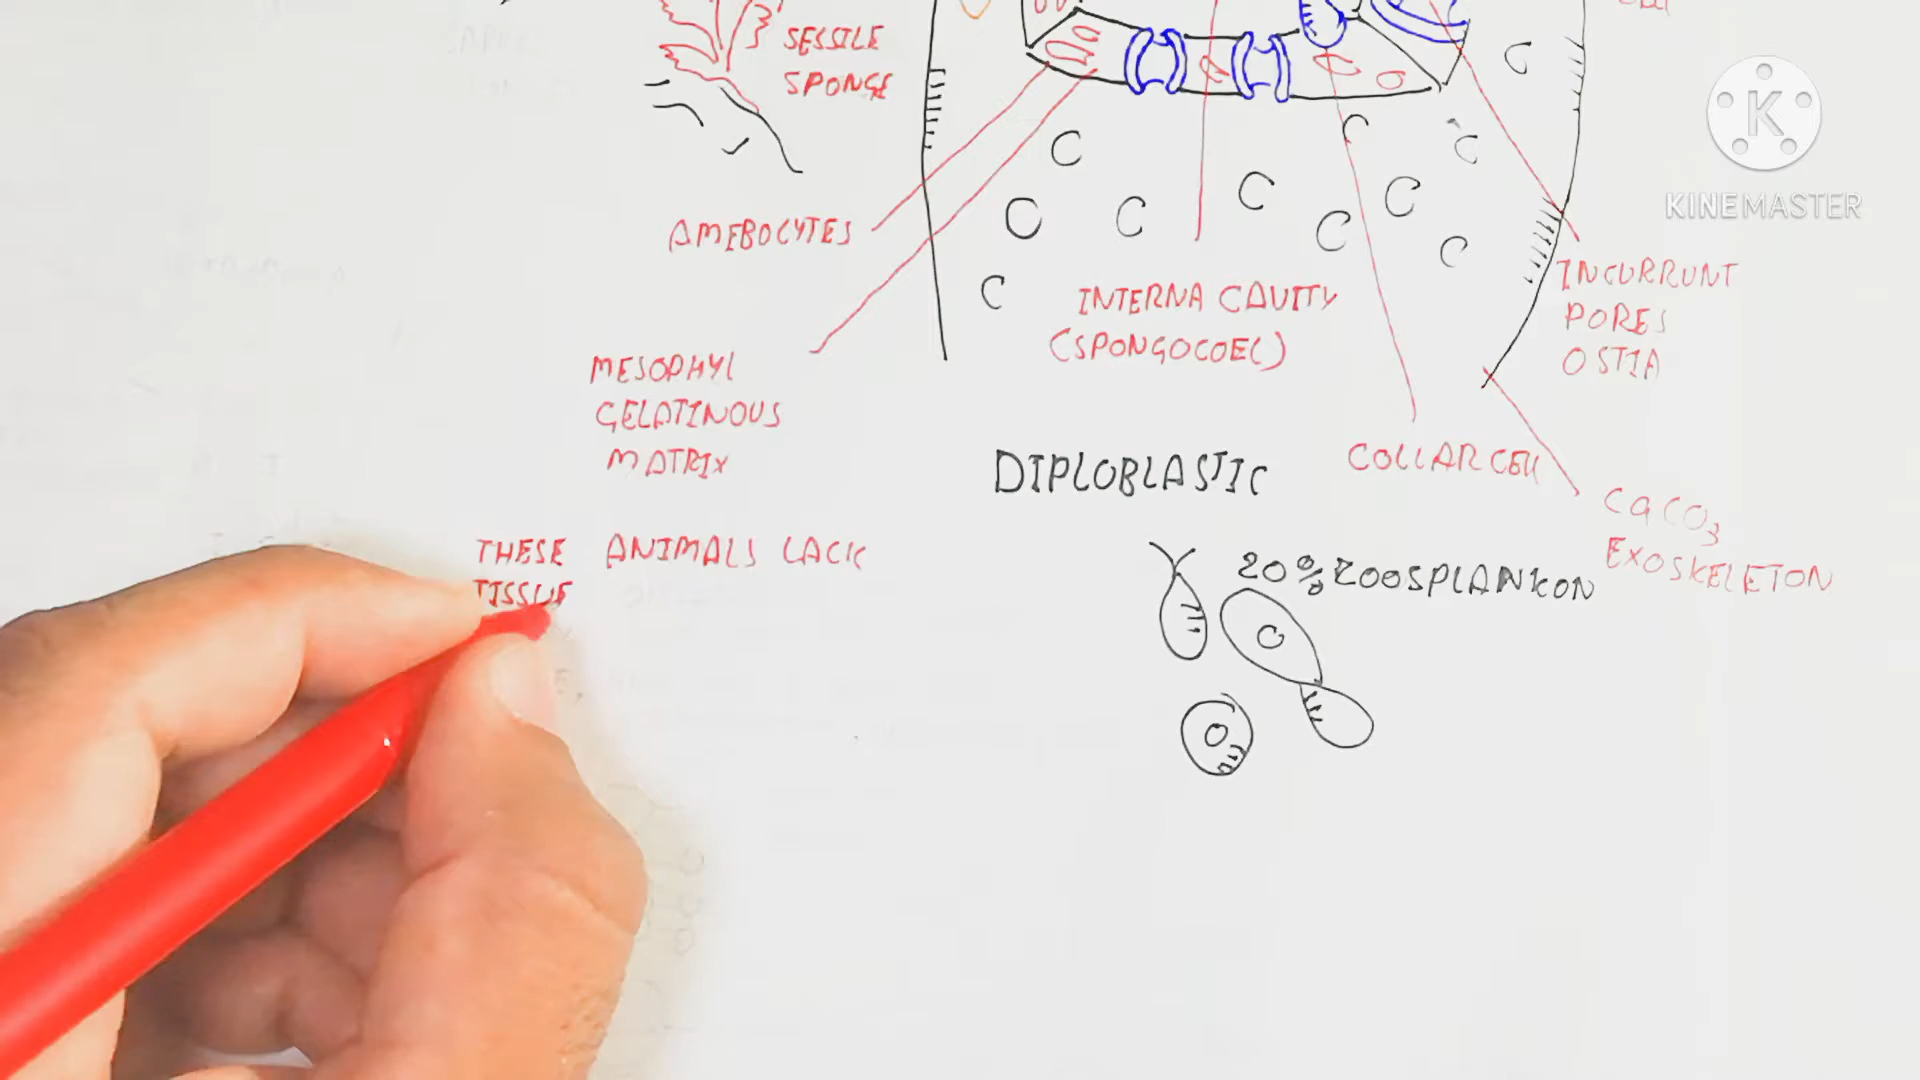 SESSILE
SPONGE
KINEMASTER
AMEBOCYTES
INCURRUNT
PORES
OSTIA
INTERNA CAVITY
(SPONGOCOEL)
MESOPHYL
GELATINOUS
MATRIX
DIPLOBLASTIC
COLLAR CELL
CaCO3
EXOSKELETON
THESE ANIMALS LACK
TISSUE
20% ZOOSPLANKON